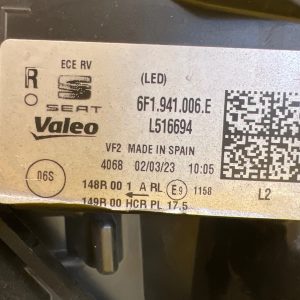 ECE RV
R
(LED)
SEAT
6F1.941.006.E
Valeo
L516694
VF2 MADE IN SPAIN
4068 02/03/23 10:05
06S
148R 00 1 A RL E9 1158
L2
149R 00 HCR PL 17.5